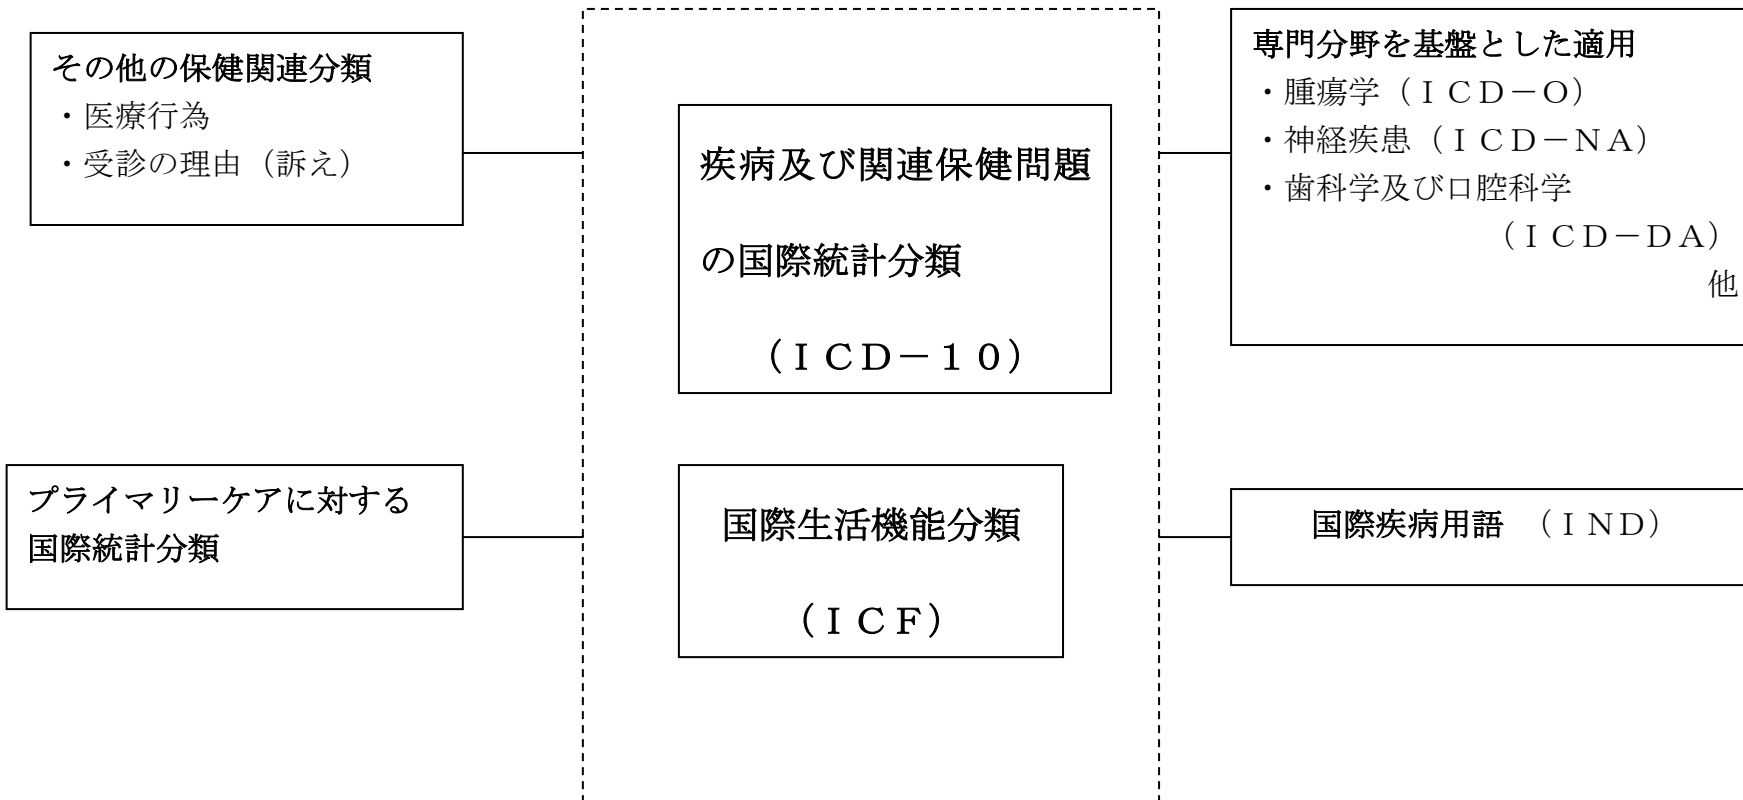 その他の保健関連分類
・医療行為
・受診の理由（訴え）
疾病及び関連保健問題
の国際統計分類
（ＩＣＤ－１０）
専門分野を基盤とした適用
・腫瘍学（ＩＣＤ－Ｏ）
・神経疾患（ＩＣＤ－ＮＡ）
・歯科学及び口腔科学
（ＩＣＤ－ＤＡ）
他
プライマリーケアに対する
国際統計分類
国際生活機能分類
（ＩＣＦ）
国際疾病用語　（ＩＮＤ）